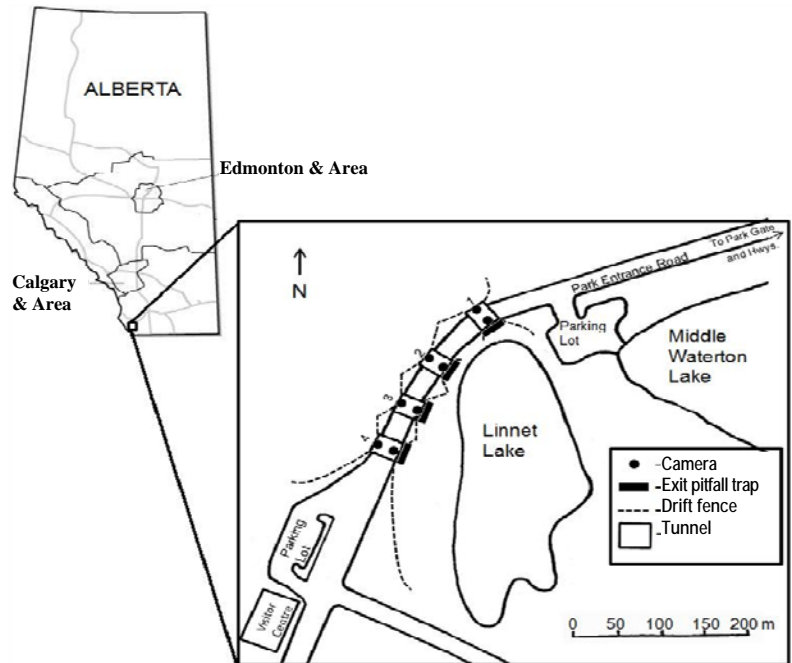 ALBERTA
Edmonton & Area
Calgary
& Area
N
To Park Gate
and Hwys.
Park Entrance Road
1
2
3
4
Parking
Lot
Middle
Waterton
Lake
Linnet
Lake
-Camera
-Exit pitfall trap
-Drift fence
-Tunnel
Parking
Lot
Visitor
Centre
0 50 100 150 200 m